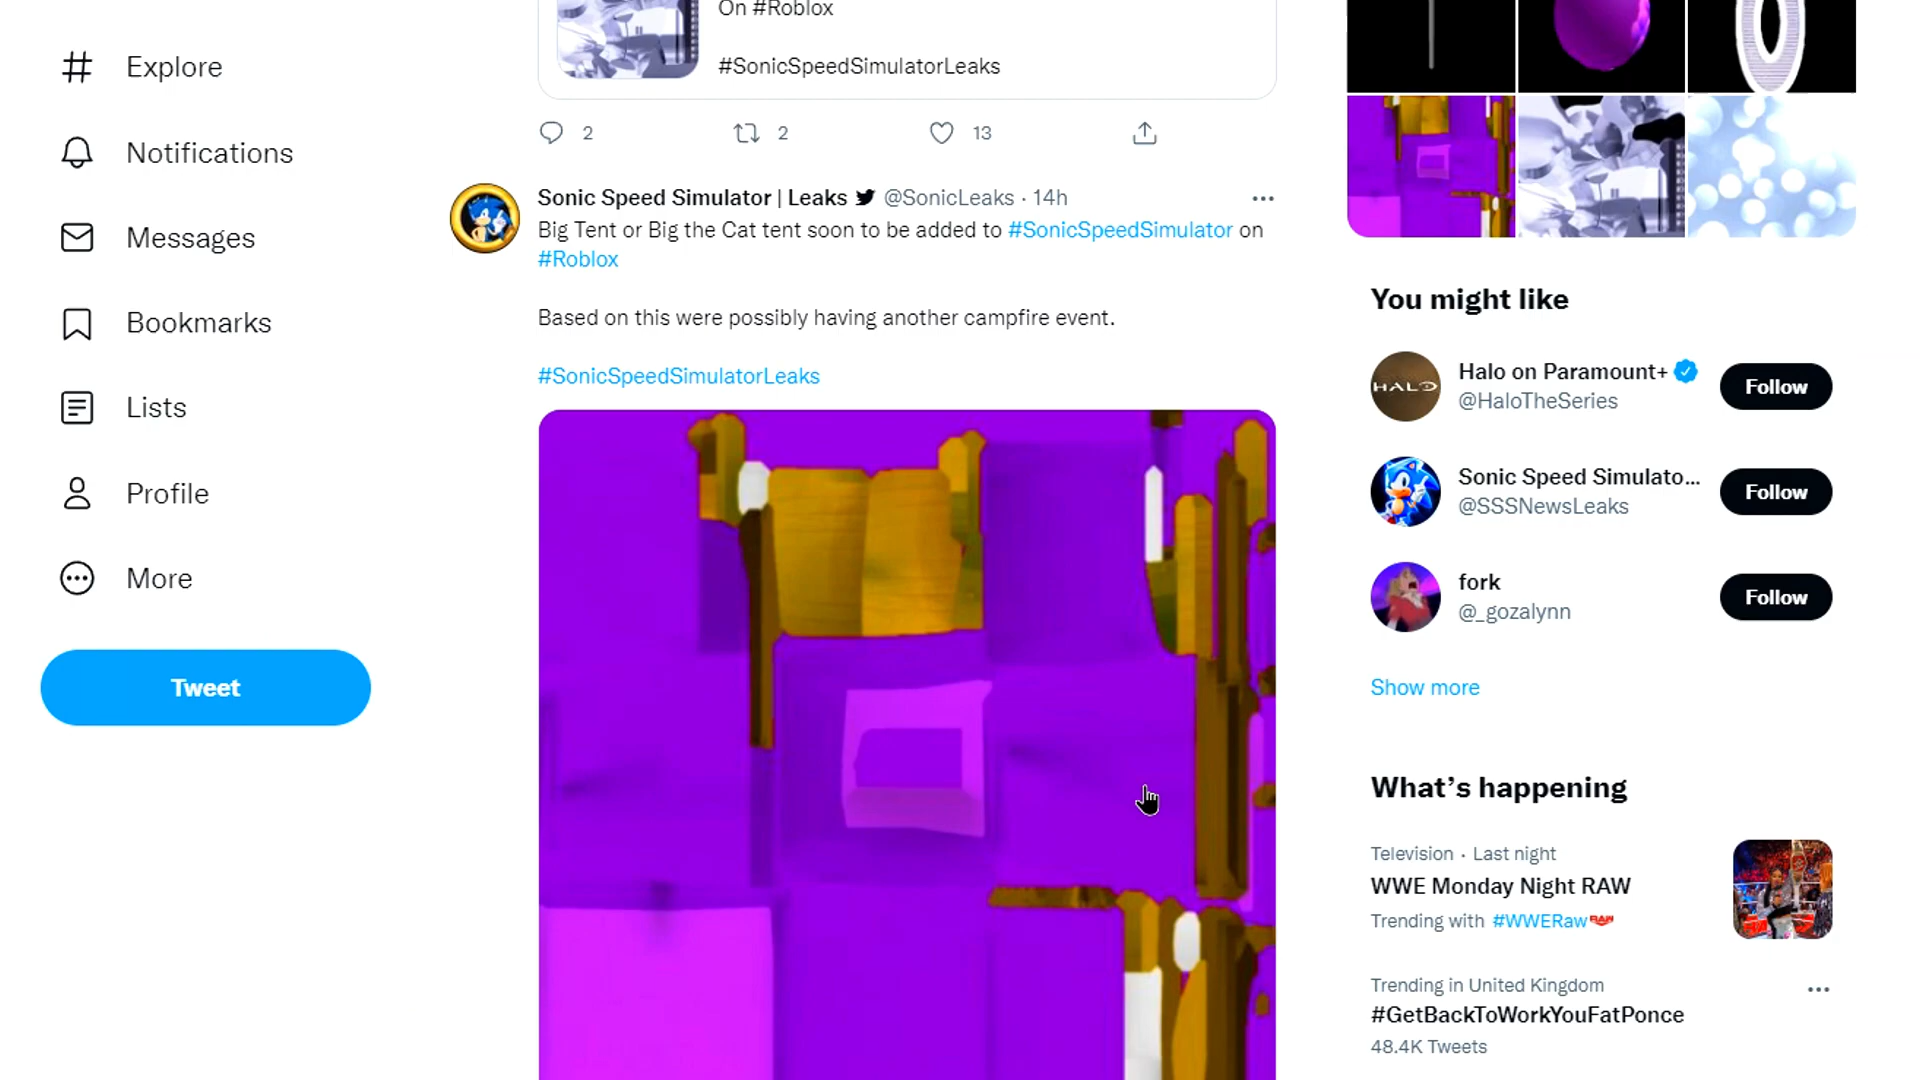 Explore
Notifications
Messages
Bookmarks
Lists
Profile
More
Tweet
On #Roblox
#SonicSpeedSimulatorLeaks
2
2
13
Sonic Speed Simulator | Leaks @SonicLeaks · 14h
Big Tent or Big the Cat tent soon to be added to #SonicSpeedSimulator on
#Roblox
Based on this were possibly having another campfire event.
#SonicSpeedSimulatorLeaks
You might like
HALO
Halo on Paramount+
@HaloTheSeries
Follow
Sonic Speed Simulato...
@SSSNewsLeaks
Follow
fork
@_gozalynn
Follow
Show more
What's happening
Television · Last night
WWE Monday Night RAW
Trending with #WWERaw
Trending in United Kingdom
#GetBackToWorkYouFatPonce
48.4K Tweets